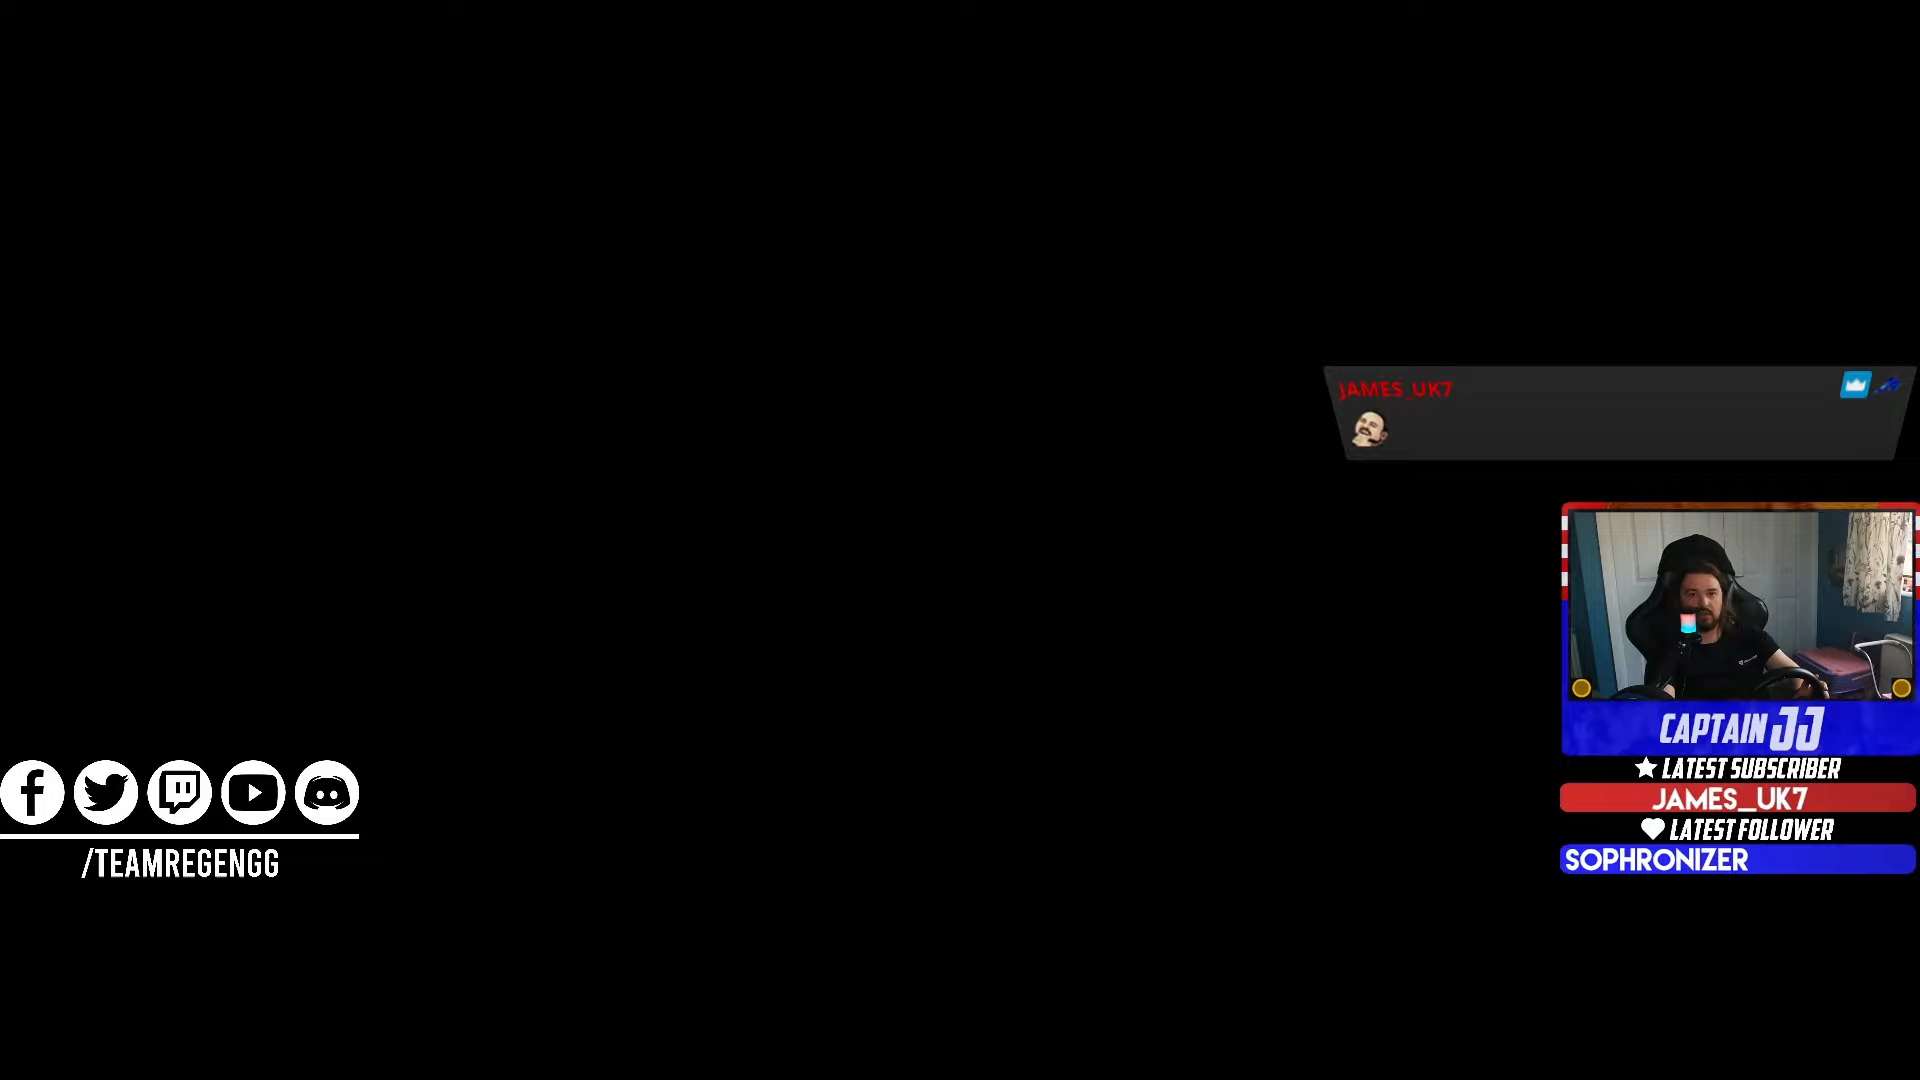 JAMES_UK7
CAPTAIN JJ
LATEST SUBSCRIBER
JAMES_UK7
LATEST FOLLOWER
SOPHRONIZER
/TEAMREGENGG